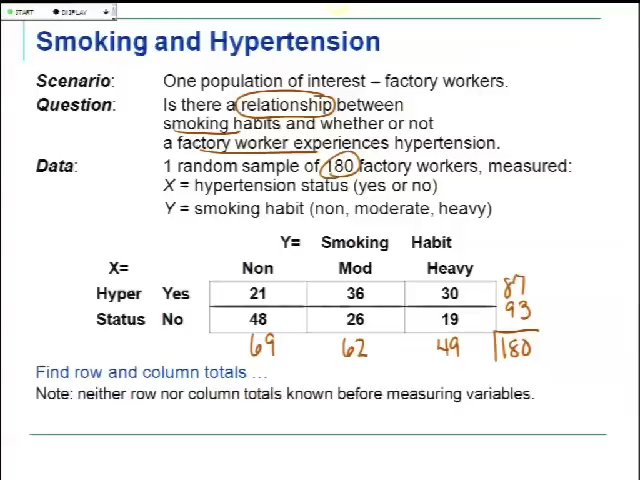 START DISPLAY
Smoking and Hypertension
Scenario: One population of interest – factory workers.
Question: Is there a relationship between
smoking habits and whether or not
a factory worker experiences hypertension.
Data: 1 random sample of 180 factory workers, measured:
X = hypertension status (yes or no)
Y = smoking habit (non, moderate, heavy)
Y= Smoking Habit
X= Non Mod Heavy
Hyper Yes 21 36 30 87
Status No 48 26 19 93
69 62 49 180
Find row and column totals ...
Note: neither row nor column totals known before measuring variables.